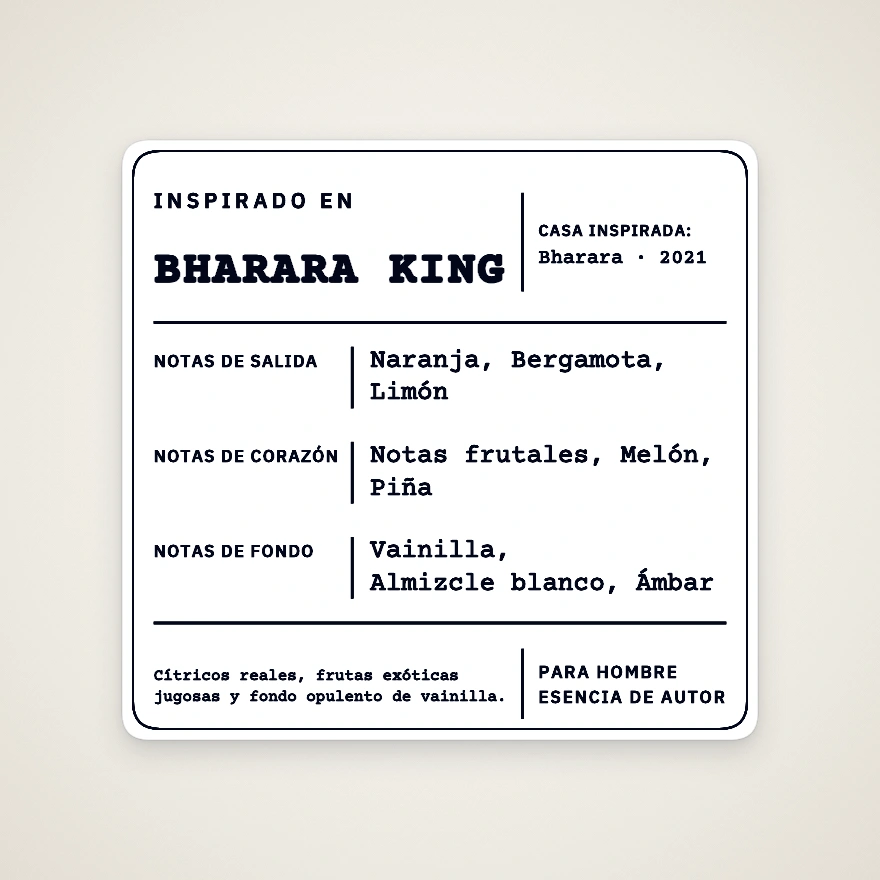 INSPIRADO EN
BHARARA KING
CASA INSPIRADA:
Bharara · 2021
NOTAS DE SALIDA
Naranja, Bergamota,
Limón
NOTAS DE CORAZÓN
Notas frutales, Melón,
Piña
NOTAS DE FONDO
Vainilla,
Almizcle blanco, Ámbar
Cítricos reales, frutas exóticas
jugosas y fondo opulento de vainilla.
PARA HOMBRE
ESENCIA DE AUTOR